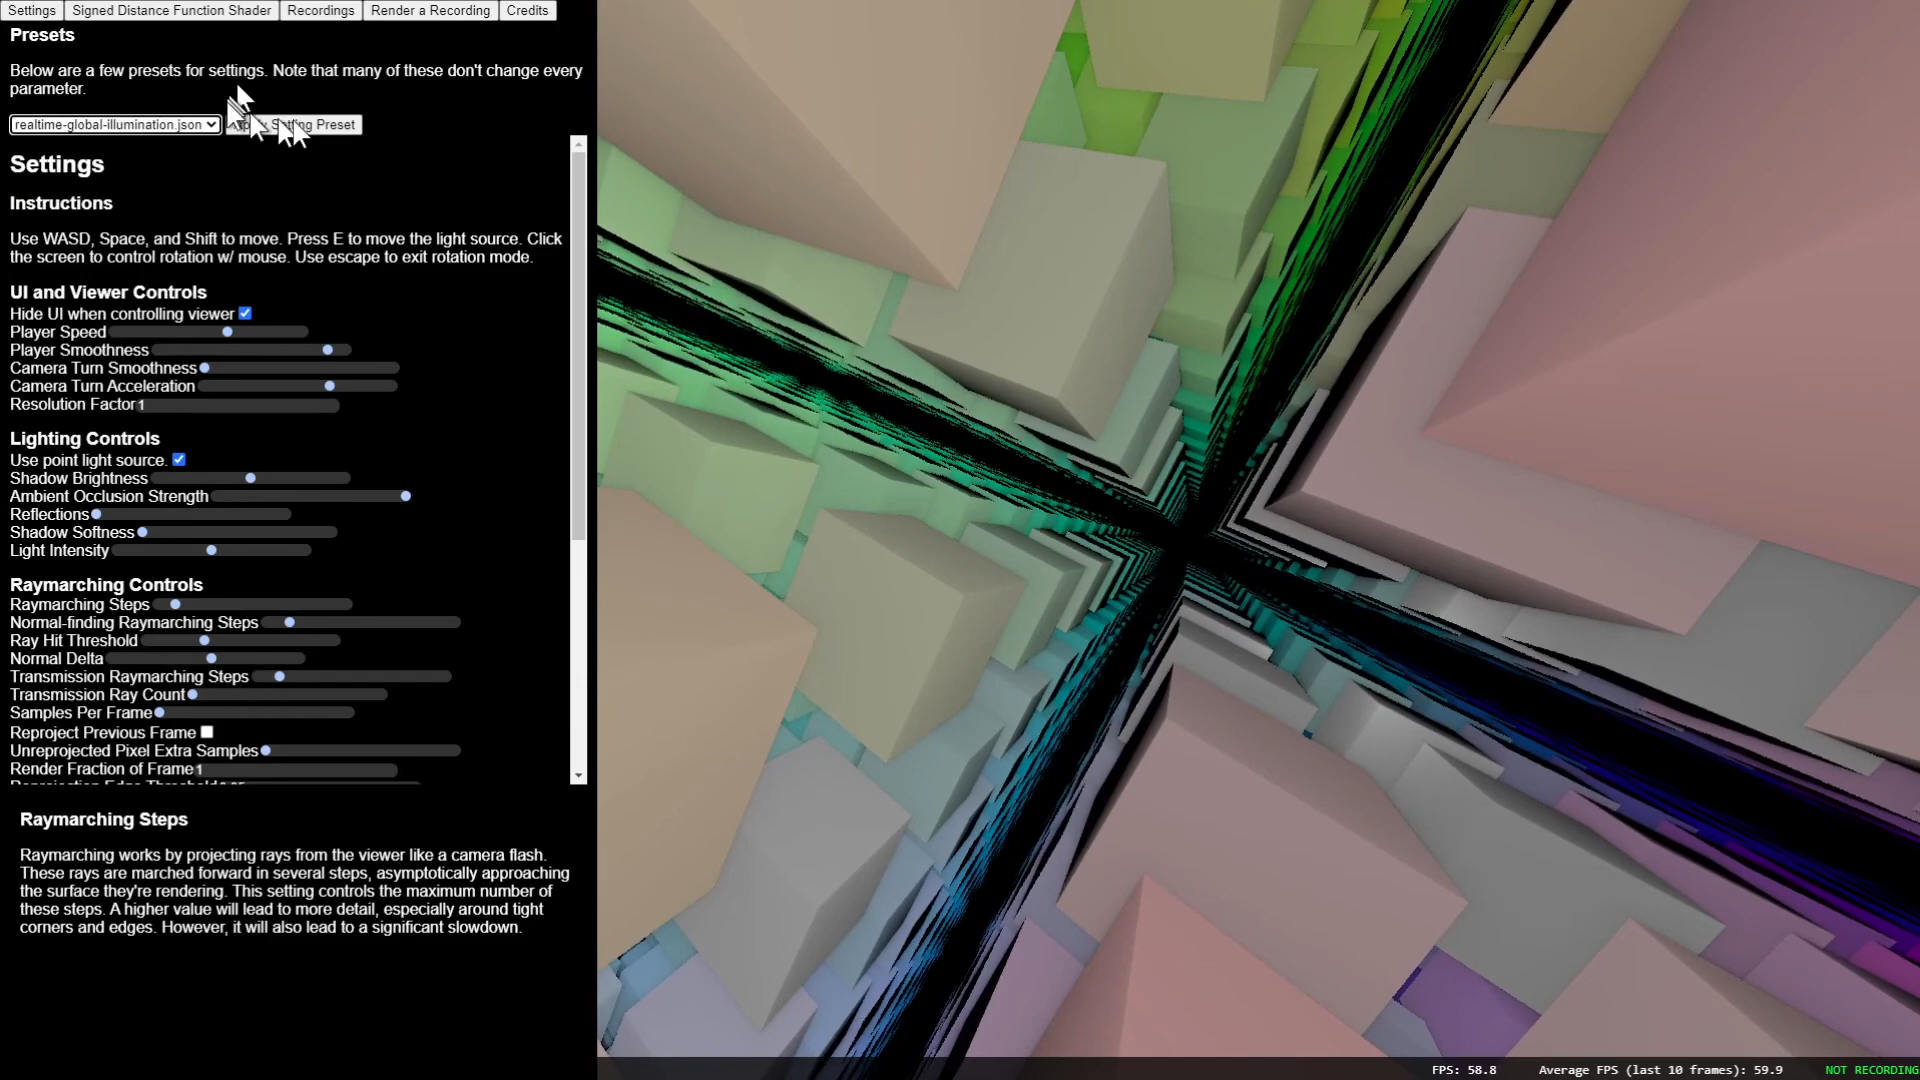 Settings
Signed Distance Function Shader
Recordings
Render a Recording
Credits
Presets
Below are a few presets for settings. Note that many of these don't change every
parameter.
realtime-global-illumination.json
Setting Preset
Settings
Instructions
Use WASD, Space, and Shift to move. Press E to move the light source. Click
the screen to control rotation w/ mouse. Use escape to exit rotation mode.
UI and Viewer Controls
Hide UI when controlling viewer
Player Speed
Player Smoothness
Camera Turn Smoothness
Camera Turn Acceleration
Resolution Factor 1
Lighting Controls
Use point light source.
Shadow Brightness
Ambient Occlusion Strength
Reflections
Shadow Softness
Light Intensity
Raymarching Controls
Raymarching Steps
Normal-finding Raymarching Steps
Ray Hit Threshold
Normal Delta
Transmission Raymarching Steps
Transmission Ray Count
Samples Per Frame
Reproject Previous Frame
Unreprojected Pixel Extra Samples
Render Fraction of Frame 1
Raymarching Steps
Raymarching works by projecting rays from the viewer like a camera flash.
These rays are marched forward in several steps, asymptotically approaching
the surface they're rendering. This setting controls the maximum number of
these steps. A higher value will lead to more detail, especially around tight
corners and edges. However, it will also lead to a significant slowdown.
FPS: 58.8
Average FPS (last 10 frames): 59.9
NOT RECORDING